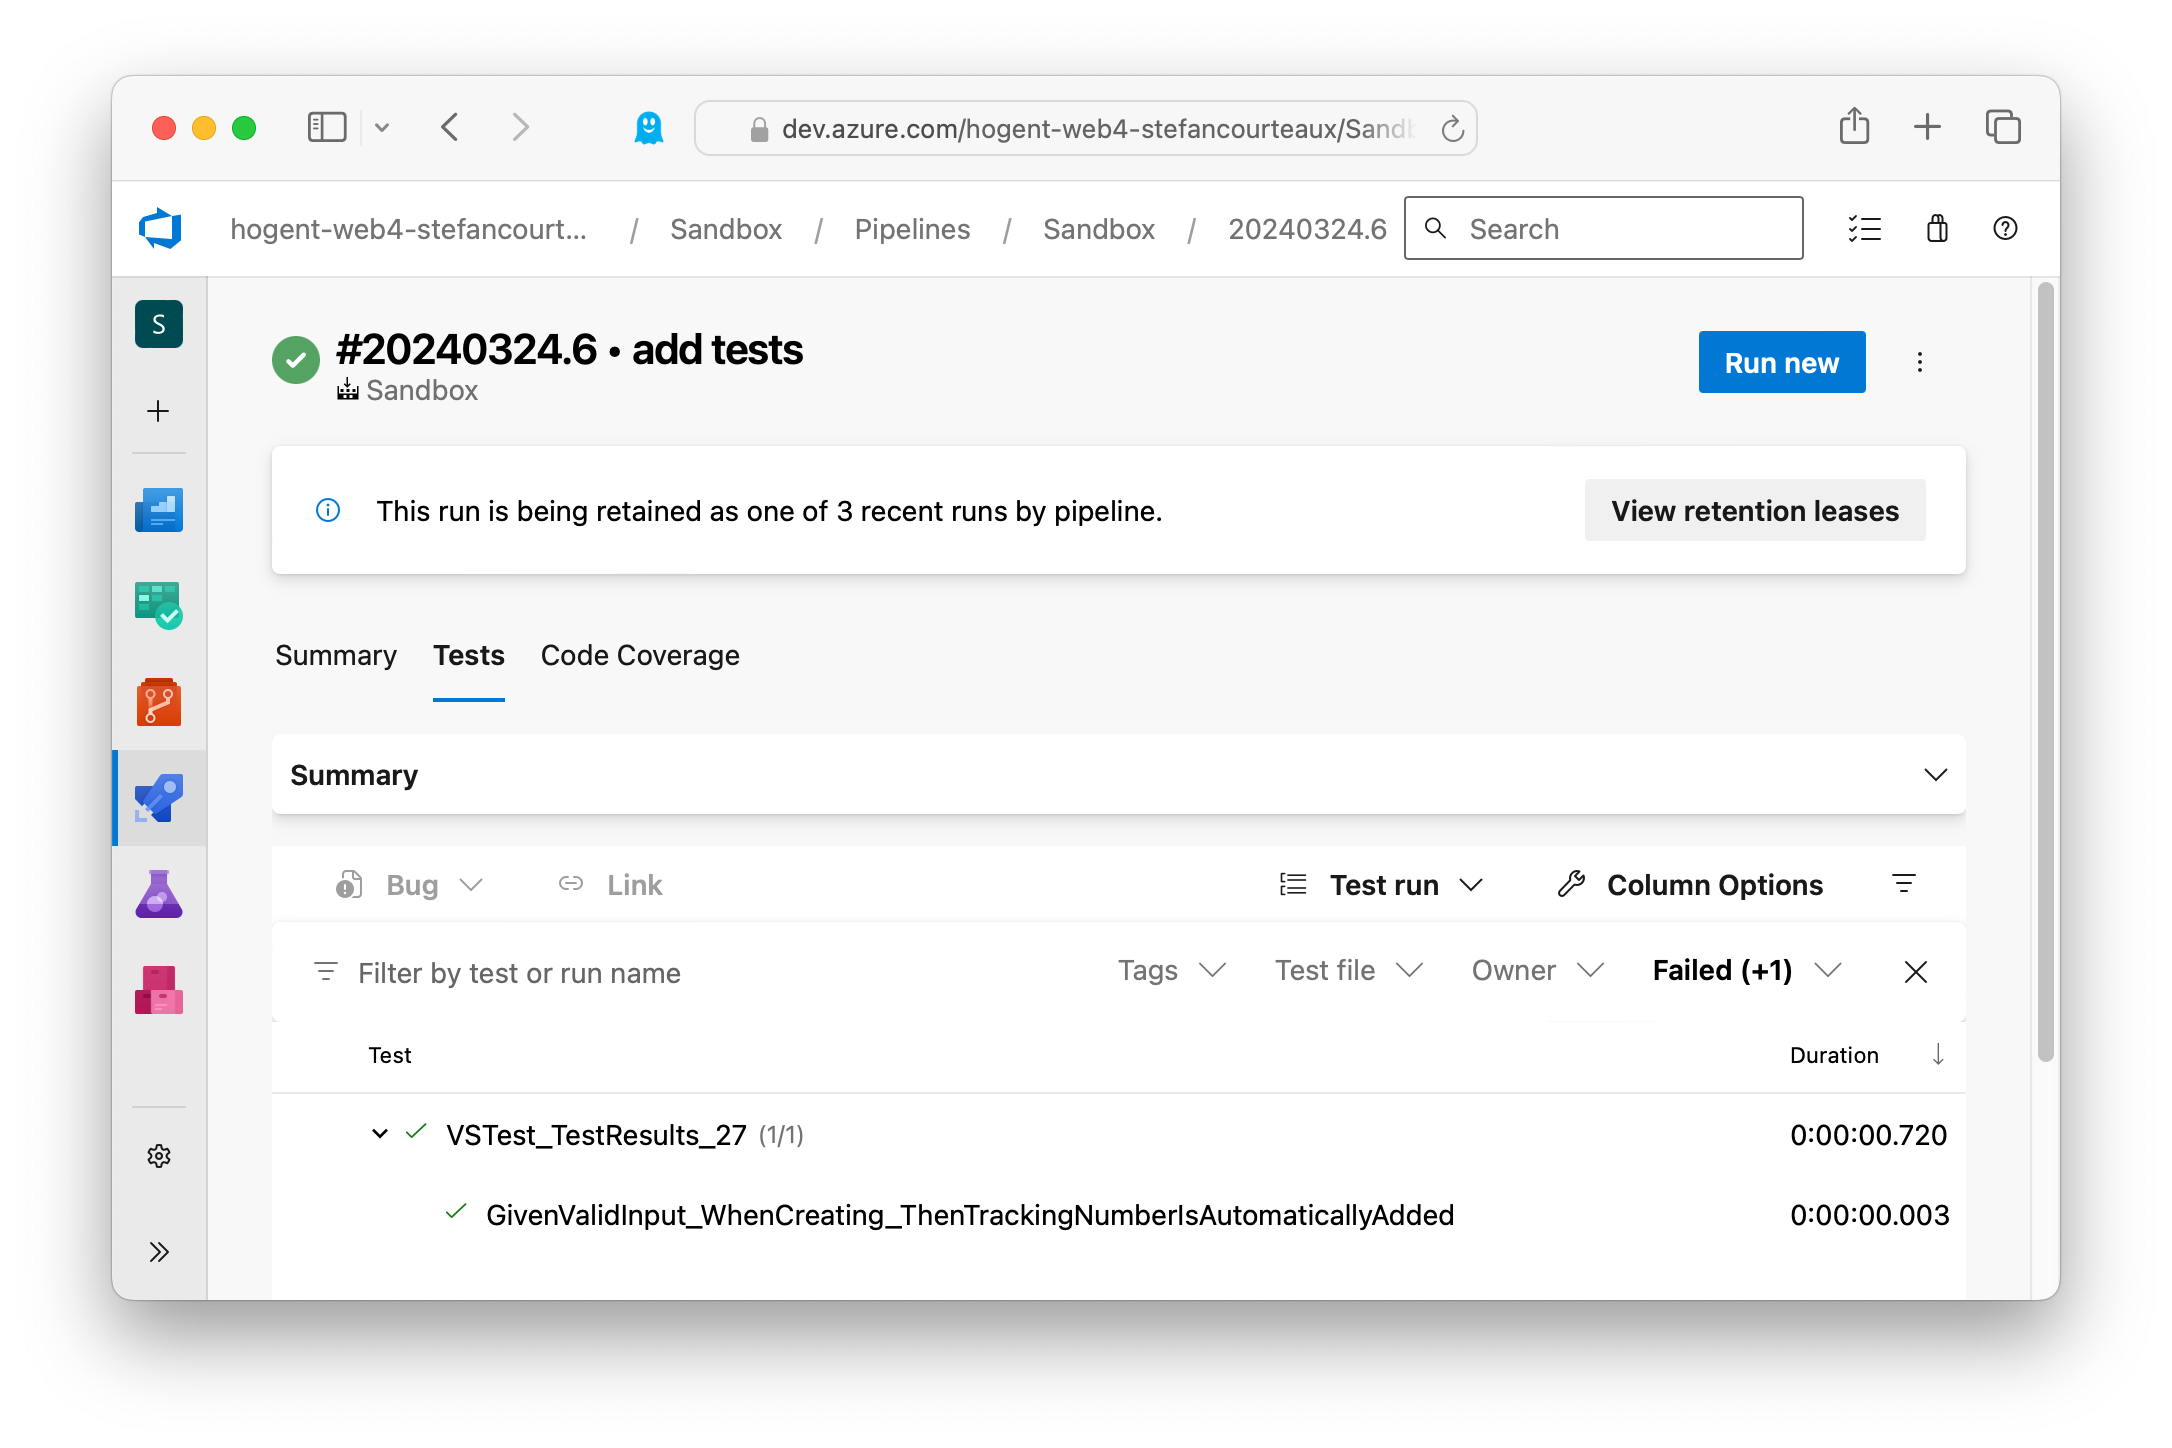 dev.azure.com/hogent-web4-stefancourteaux/Sandb
hogent-web4-stefancourt... / Sandbox / Pipelines / Sandbox / 20240324.6
Search
S
#20240324.6 • add tests
Sandbox
Run new
This run is being retained as one of 3 recent runs by pipeline.
View retention leases
Summary Tests Code Coverage
Summary
Bug Link Test run Column Options
Filter by test or run name Tags Test file Owner Failed (+1)
Test Duration
VSTest_TestResults_27 (1/1) 0:00:00.720
GivenValidInput_WhenCreating_ThenTrackingNumberIsAutomaticallyAdded 0:00:00.003